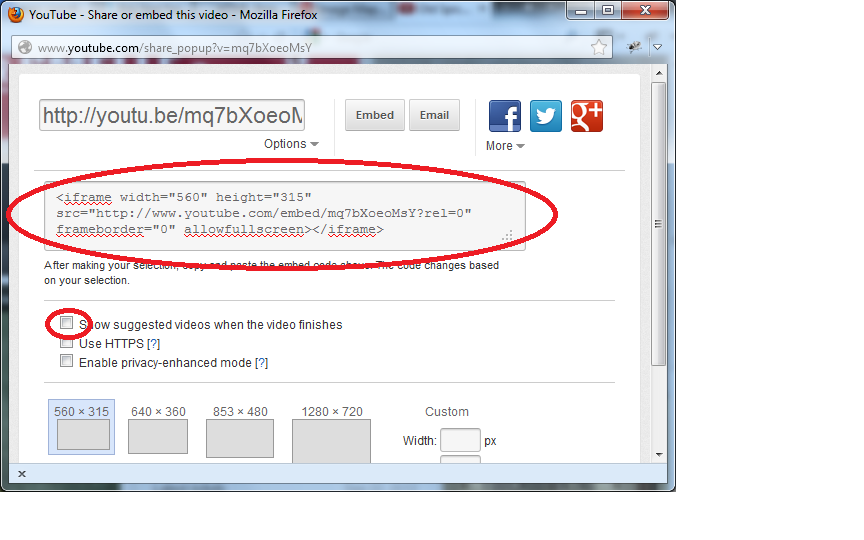 YouTube - Share or embed this video - Mozilla Firefox
www.youtube.com/share_popup?v=mq7bXoeoMsY
http://youtu.be/mq7bXoeoM
Embed
Email
Options
More
<iframe width="560" height="315"
src="http://www.youtube.com/embed/mq7bXoeoMsY?rel=0"
frameborder="0" allowfullscreen></iframe>
After making your selection, copy and paste the embed code above. The code changes based
on your selection.
Show suggested videos when the video finishes
Use HTTPS [?]
Enable privacy-enhanced mode [?]
560 × 315
640 × 360
853 × 480
1280 × 720
Custom
Width:
px